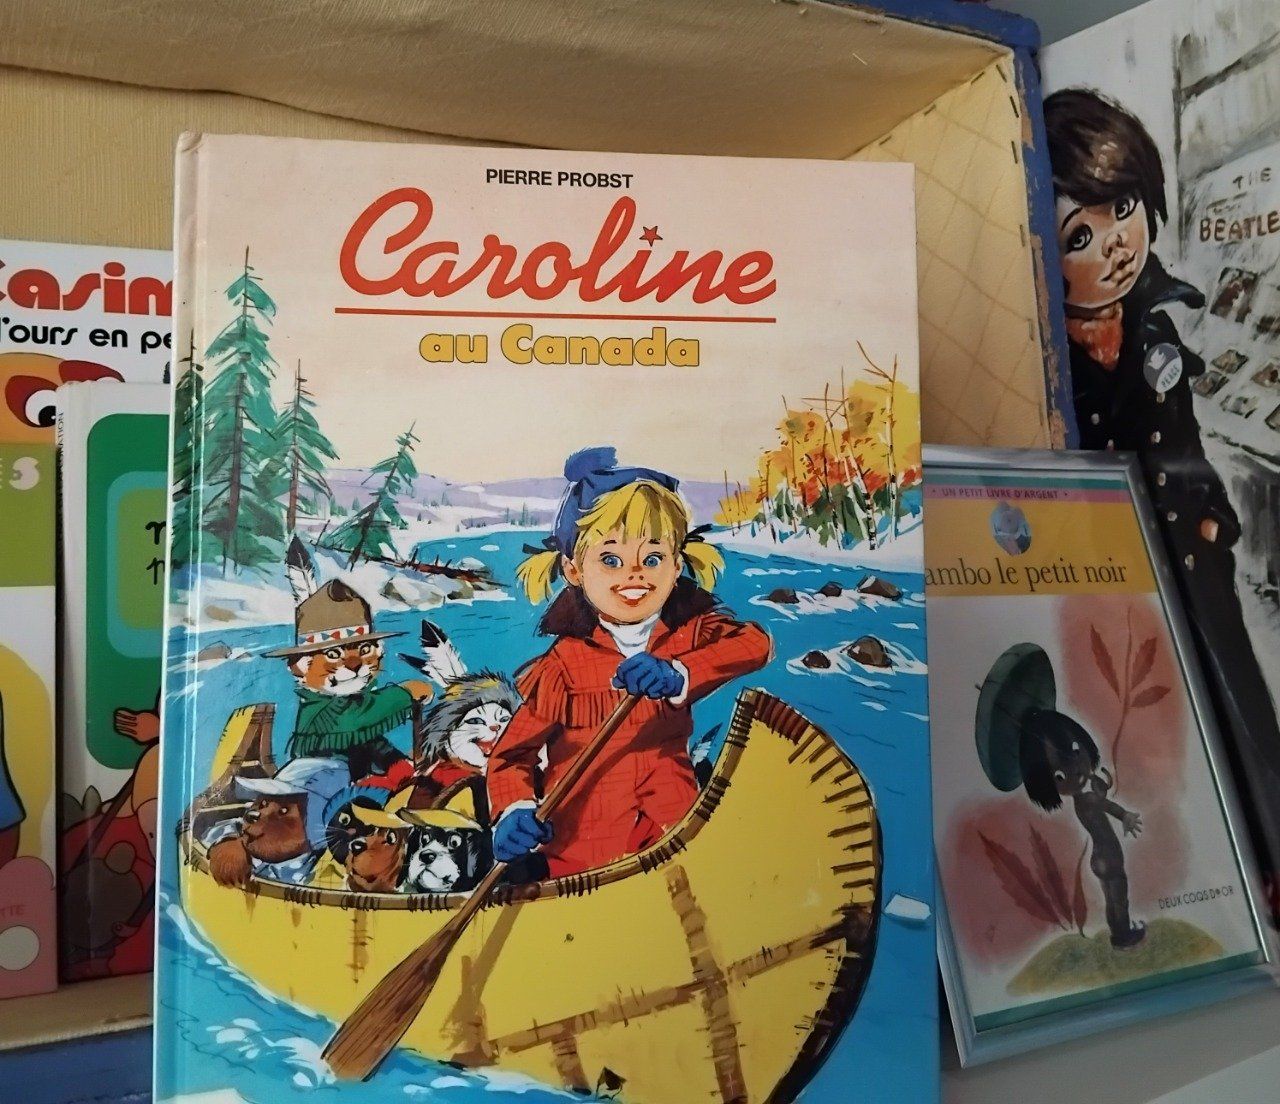 PIERRE PROBST
Caroline
au Canada
Casim
l'ours en pe
THE
BEATLE
PEACE
• UN PETIT LIVRE D'ARGENT •
ambo le petit noir
DEUX COQS D'OR